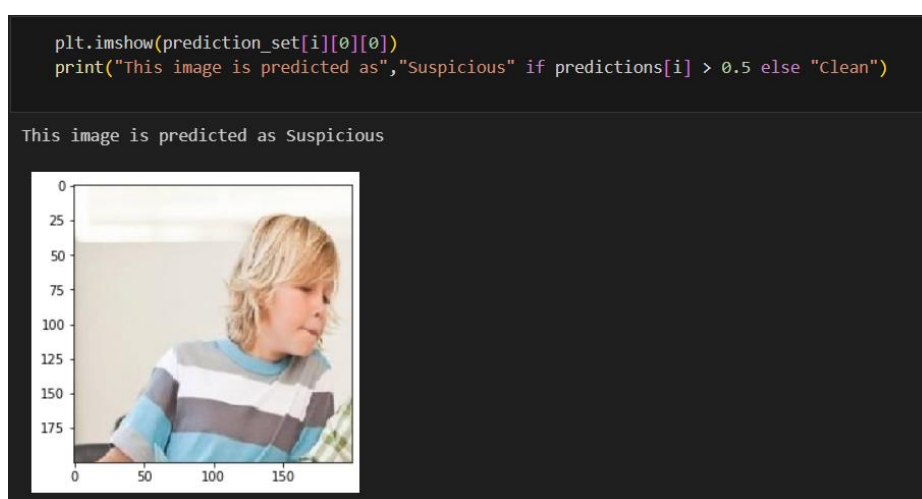 plt.imshow(prediction_set[i][0][0])
print("This image is predicted as","Suspicious" if predictions[i] > 0.5 else "Clean")
This image is predicted as Suspicious
0
25
50
75
100
125
150
175
0 50 100 150